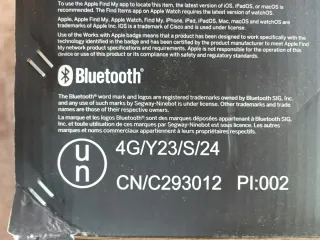 To use the Apple Find My app to locate this item, the latest version of iOS, iPadOS, or macOS is
recommended. The Find Items app on Apple Watch requires the latest version of watchOS.
Apple, Apple Find My, Apple Watch, Find My, iPhone, iPad, iPadOS, Mac, macOS and watchOS are
trademarks of Apple Inc. IOS is a trademark of Cisco and is used under license.
Use of the Works with Apple badge means that a product has been designed to work specifically with the
technology identified in the badge and has been certified by the product manufacturer to meet Apple Find
My network product specifications and requirements. Apple is not responsible for the operation of this
device or use of this product or its compliance with safety and regulatory standards.
Bluetooth®
The Bluetooth® word mark and logos are registered trademarks owned by Bluetooth SIG, Inc.
and any use of such marks by Segway-Ninebot is under license. Other trademarks and trade
names are those of their respective owners.
La marque et les logos Bluetooth® sont des marques déposées appartenant à Bluetooth SIG, Inc.
et toute utilisation de ces marques par Segway-Ninebot est sous licence. Les autres marques et
noms commerciaux appartiennent à leurs propriétaires respectifs.
u
n
4G/Y23/S/24
CN/C293012 PI:002